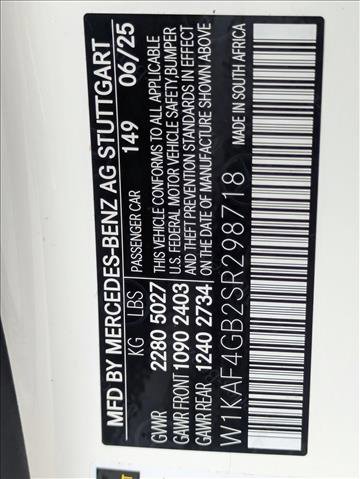 MFD BY MERCEDES-BENZ AG STUTTGART
KG LBS PASSENGER CAR 149 06/25
GVWR 2280 5027 THIS VEHICLE CONFORMS TO ALL APPLICABLE
U.S. FEDERAL MOTOR VEHICLE SAFETY, BUMPER
GAWR FRONT 1090 2403 AND THEFT PREVENTION STANDARDS IN EFFECT
GAWR REAR 1240 2734 ON THE DATE OF MANUFACTURE SHOWN ABOVE
W1KAF4GB2SR298718 MADE IN SOUTH AFRICA